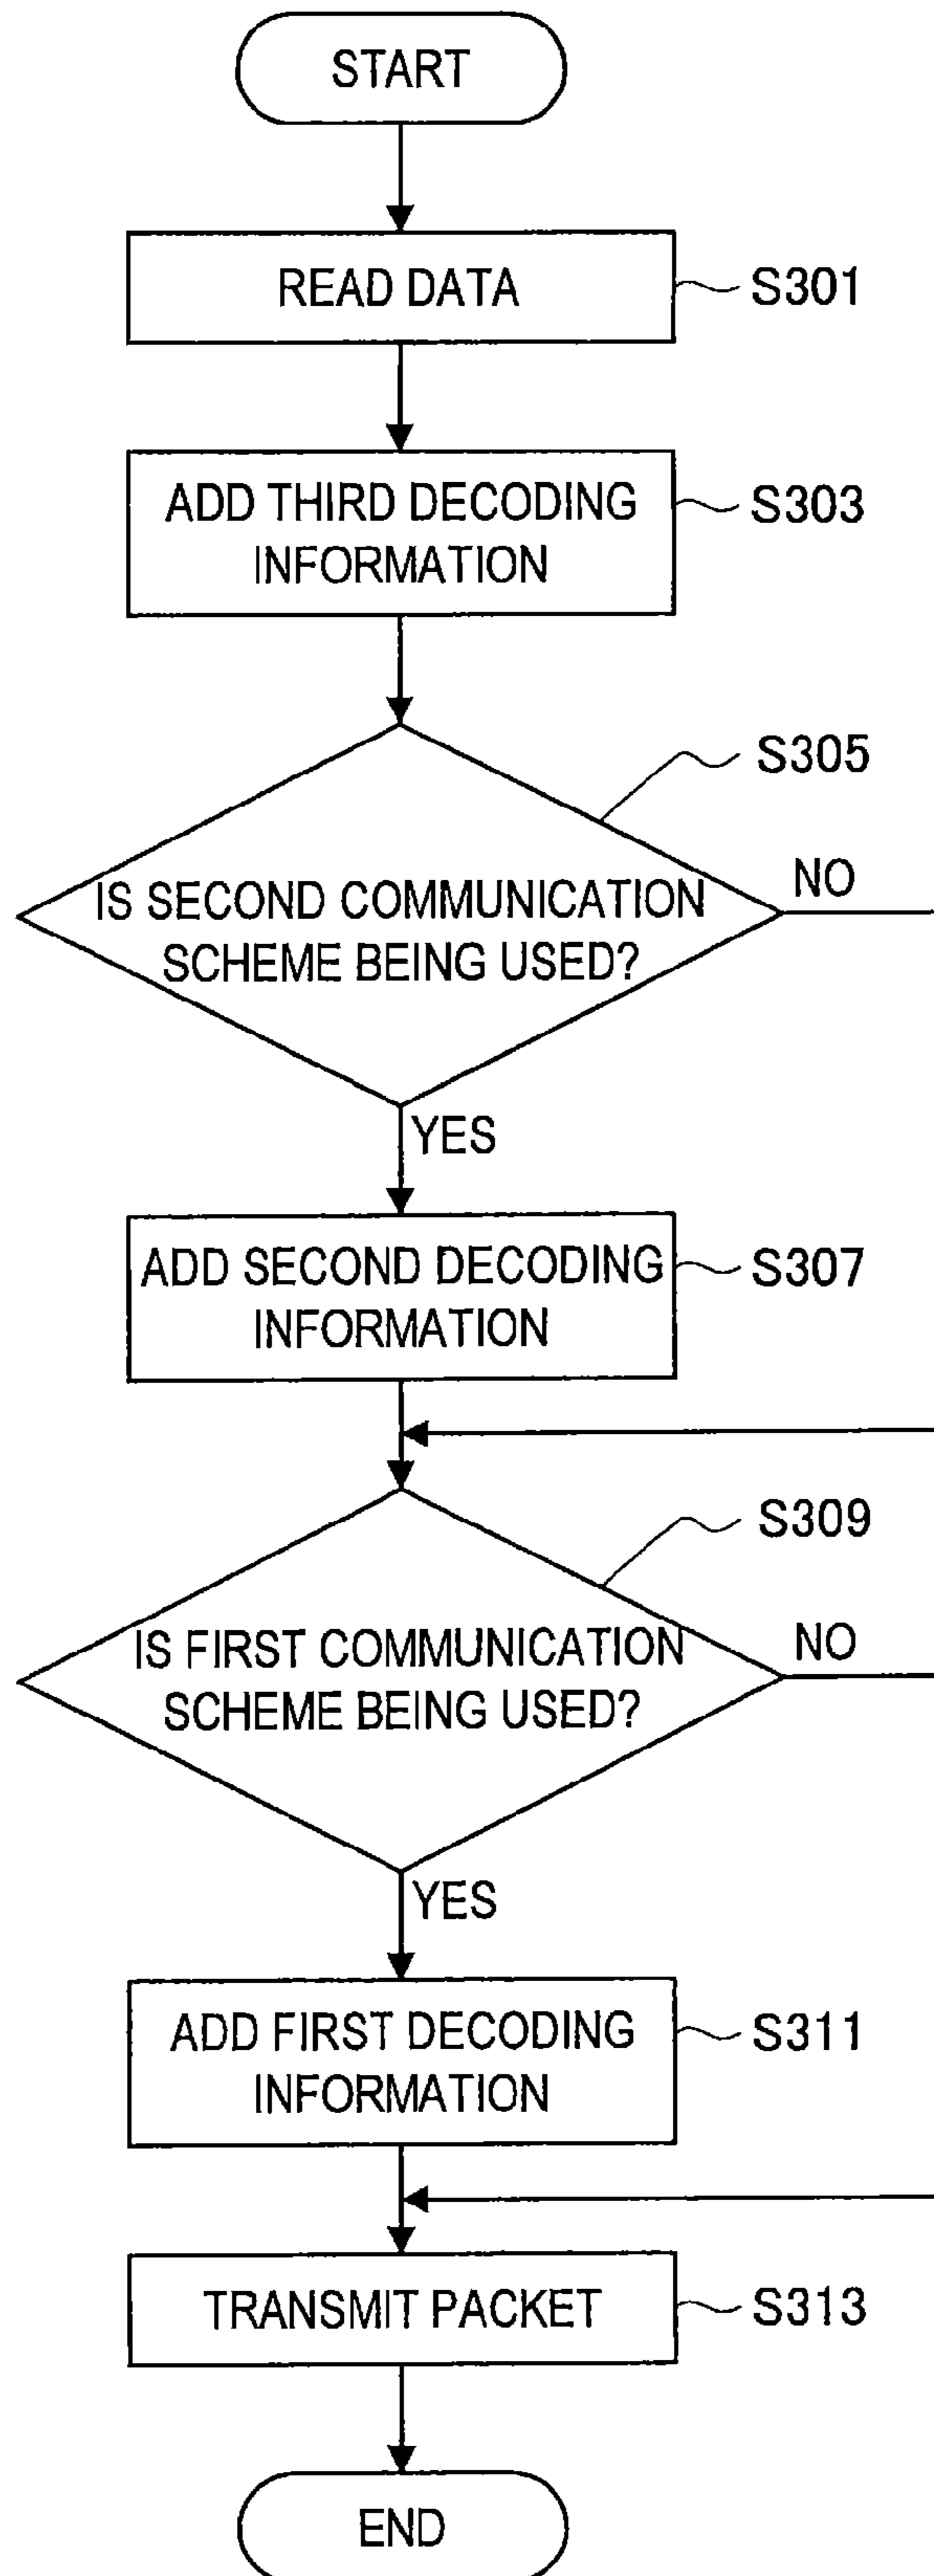 START
READ DATA
S301
ADD THIRD DECODING
INFORMATION
S303
S305
IS SECOND COMMUNICATION
SCHEME BEING USED?
NO
YES
ADD SECOND DECODING
INFORMATION
S307
S309
IS FIRST COMMUNICATION
SCHEME BEING USED?
NO
YES
ADD FIRST DECODING
INFORMATION
S311
TRANSMIT PACKET
S313
END